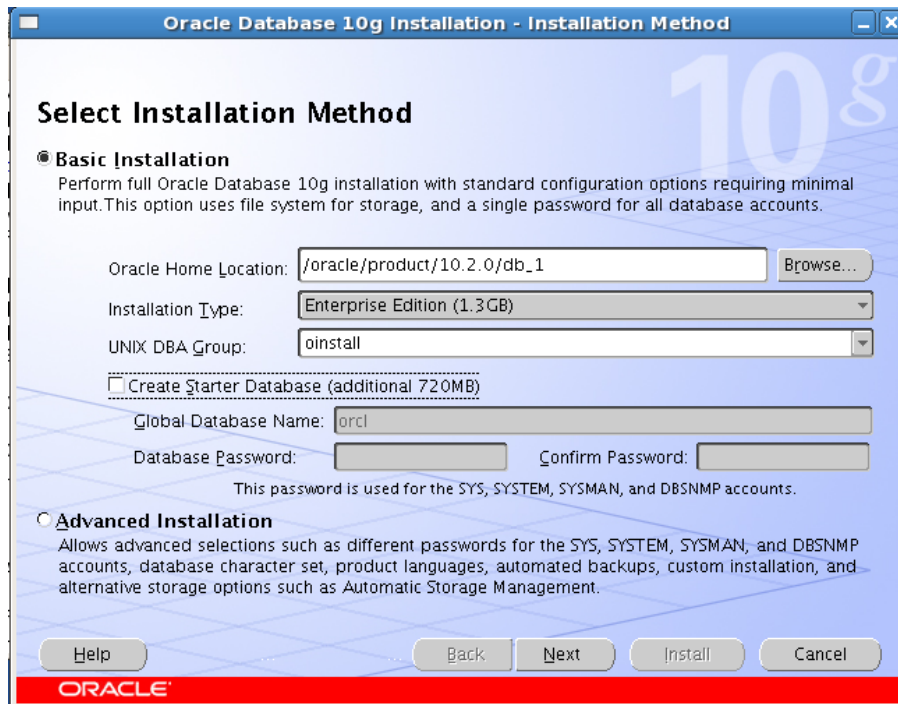 Oracle Database 10g Installation - Installation Method
10g
Select Installation Method
Basic Installation
Perform full Oracle Database 10g installation with standard configuration options requiring minimal
input.This option uses file system for storage, and a single password for all database accounts.
Oracle Home Location: /oracle/product/10.2.0/db_1 Browse...
Installation Type: Enterprise Edition (1.3GB)
UNIX DBA Group: oinstall
Create Starter Database (additional 720MB)
Global Database Name: orcl
Database Password: Confirm Password:
This password is used for the SYS, SYSTEM, SYSMAN, and DBSNMP accounts.
Advanced Installation
Allows advanced selections such as different passwords for the SYS, SYSTEM, SYSMAN, and DBSNMP
accounts, database character set, product languages, automated backups, custom installation, and
alternative storage options such as Automatic Storage Management.
Help Back Next Install Cancel
ORACLE